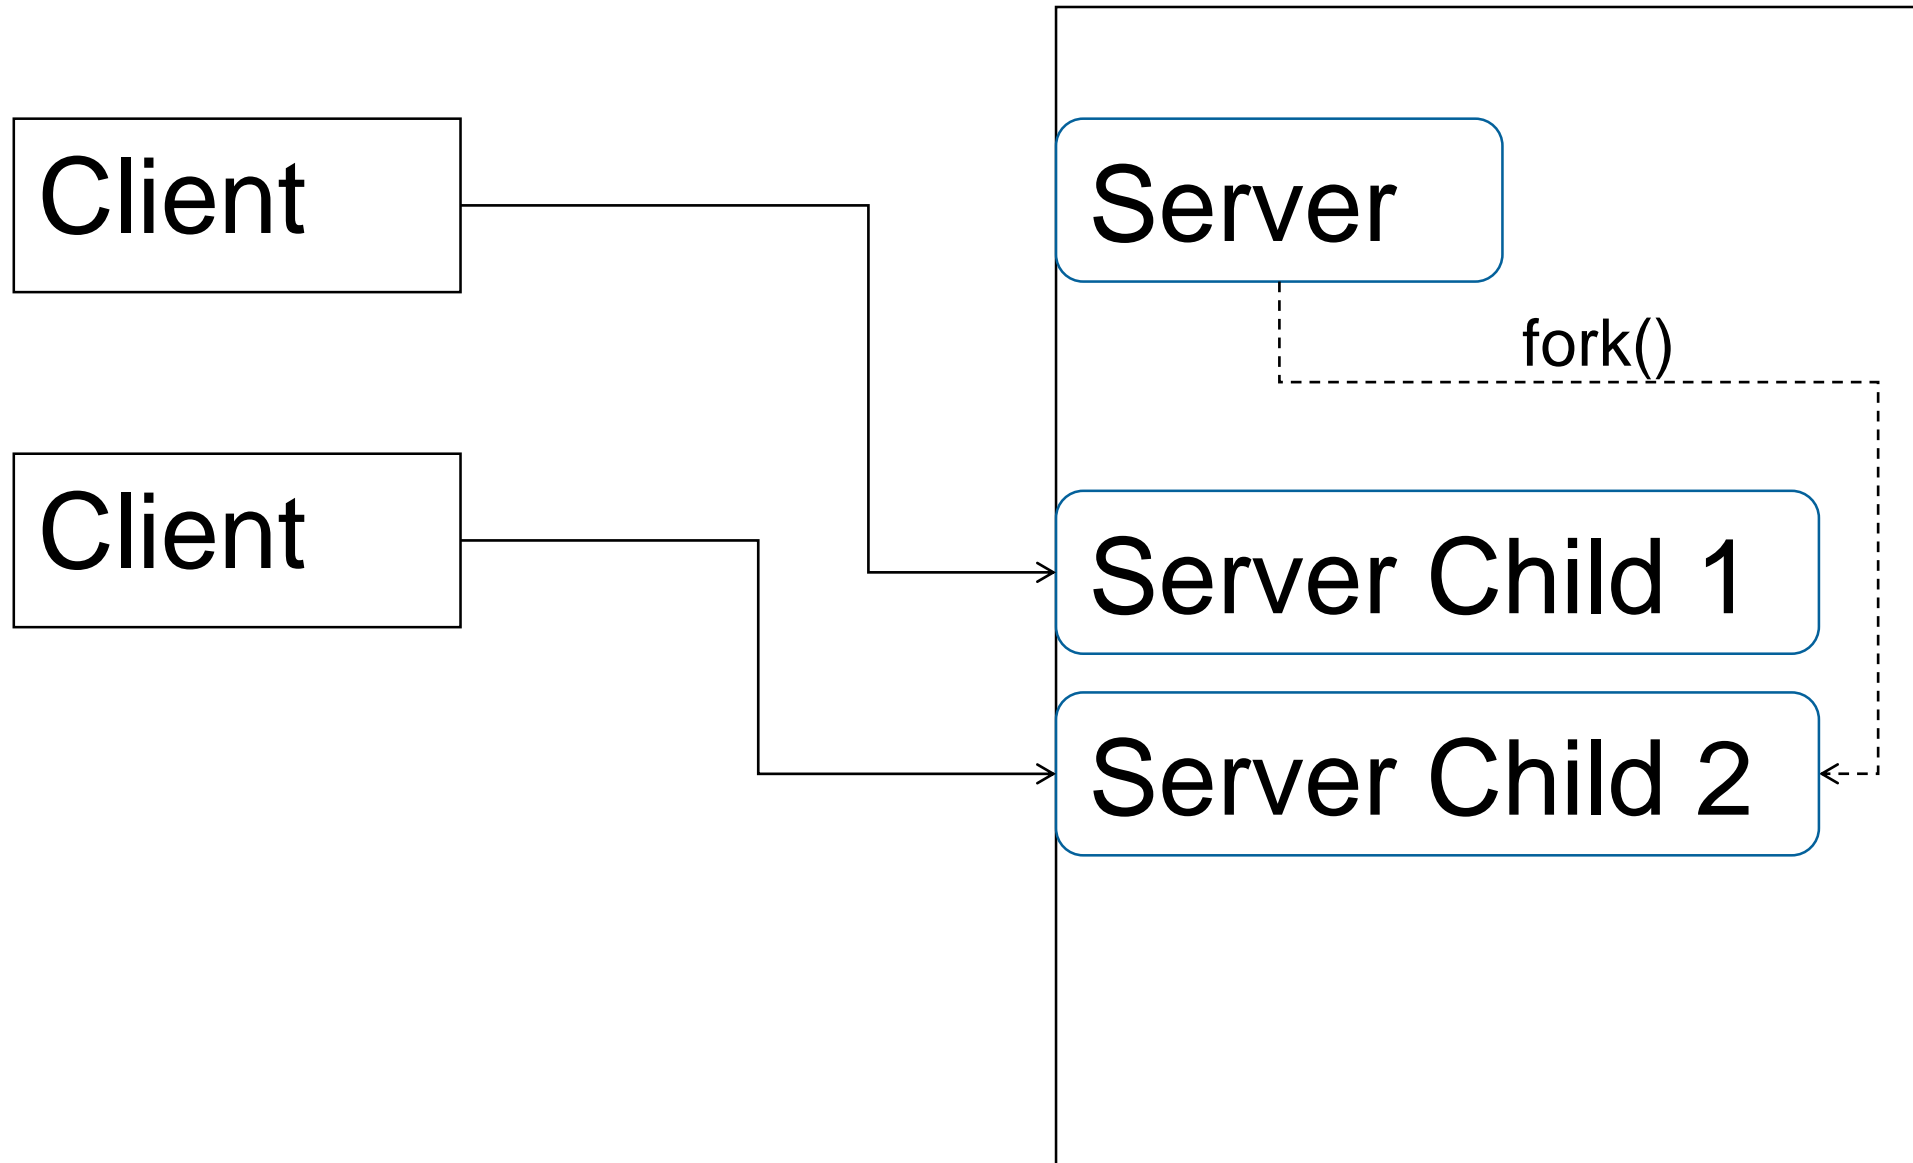 Client
Server
fork()
Client
Server Child 1
Server Child 2